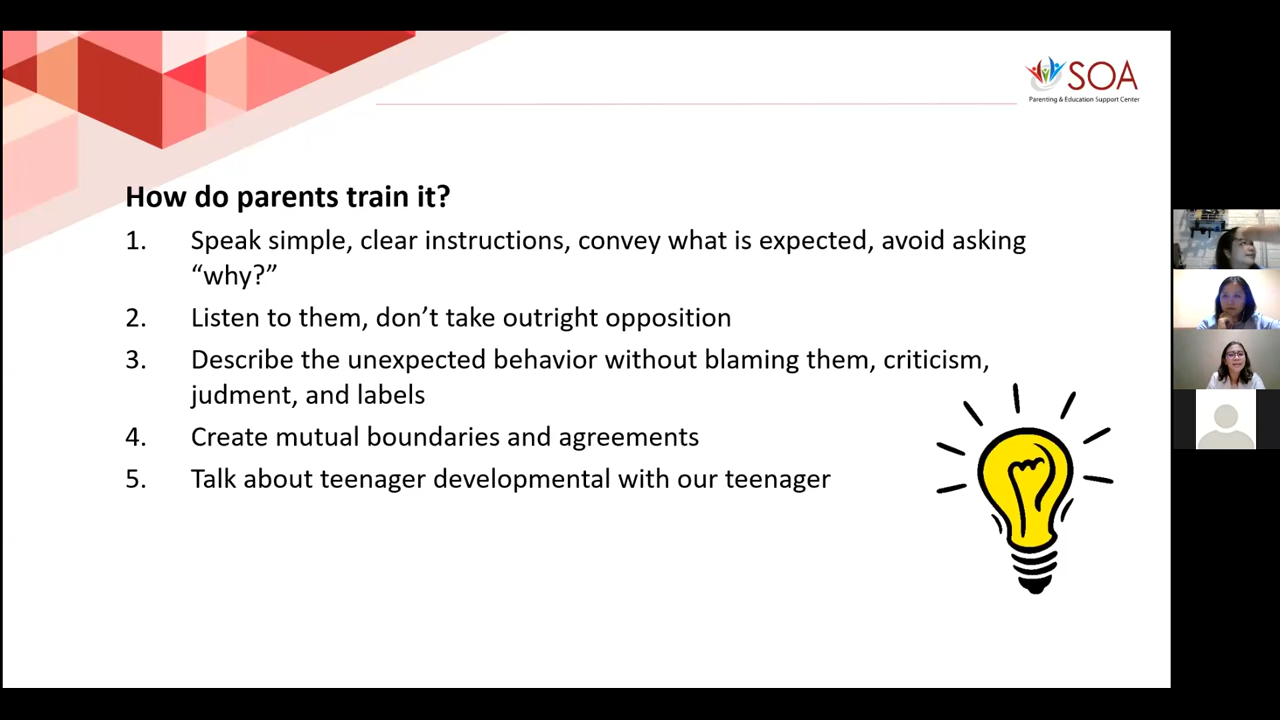 SOA
Parenting & Education Support Center
How do parents train it?
1. Speak simple, clear instructions, convey what is expected, avoid asking
“why?”
2. Listen to them, don’t take outright opposition
3. Describe the unexpected behavior without blaming them, criticism,
judment, and labels
4. Create mutual boundaries and agreements
5. Talk about teenager developmental with our teenager